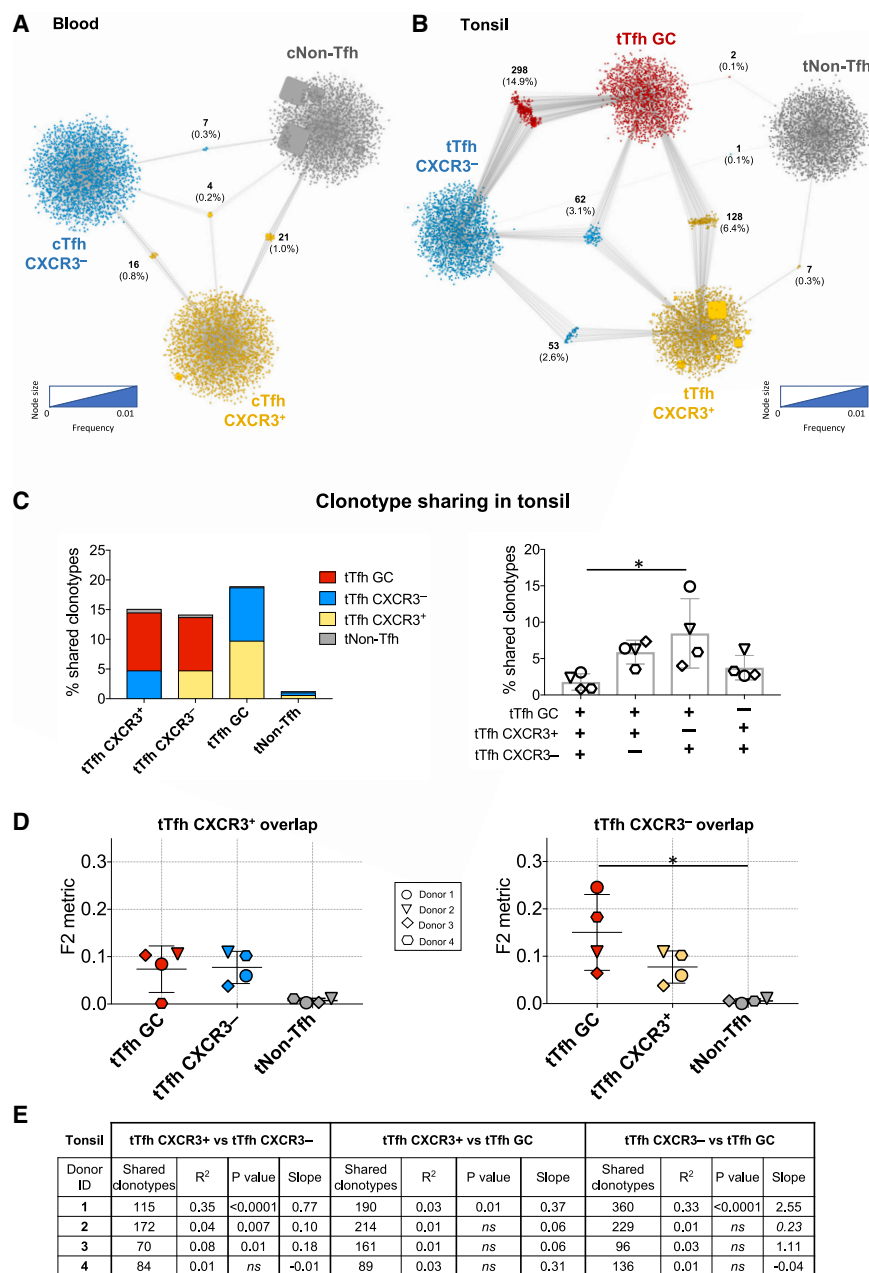 A Blood
cNon-Tfh
7
(0.3%)
4
(0.2%)
cTfh
CXCR3–
16
(0.8%)
21
(1.0%)
cTfh
CXCR3+
Node size
0
0.01
Frequency
B Tonsil
tTfh GC
2
(0.1%)
tNon-Tfh
298
(14.9%)
1
(0.1%)
tTfh
CXCR3–
62
(3.1%)
128
(6.4%)
7
(0.3%)
53
(2.6%)
tTfh
CXCR3+
Node size
0
0.01
Frequency
C Clonotype sharing in tonsil
% shared clonotypes
25
20
15
10
5
0
tTfh CXCR3+
tTfh CXCR3–
tTfh GC
tNon-Tfh
tTfh GC
tTfh CXCR3–
tTfh CXCR3+
tNon-Tfh
% shared clonotypes
20
15
10
5
0
*
tTfh GC + + + –
tTfh CXCR3+ + + – +
tTfh CXCR3– + – + +
D
tTfh CXCR3+ overlap
F2 metric
0.3
0.2
0.1
0.0
tTfh GC
tTfh CXCR3–
tNon-Tfh
Donor 1
Donor 2
Donor 3
Donor 4
tTfh CXCR3– overlap
F2 metric
0.3
0.2
0.1
0.0
*
tTfh GC
tTfh CXCR3+
tNon-Tfh
E
Tonsil tTfh CXCR3+ vs tTfh CXCR3– tTfh CXCR3+ vs tTfh GC tTfh CXCR3– vs tTfh GC
Donor ID Shared clonotypes R2 P value Slope Shared clonotypes R2 P value Slope Shared clonotypes R2 P value Slope
1 115 0.35 <0.0001 0.77 190 0.03 0.01 0.37 360 0.33 <0.0001 2.55
2 172 0.04 0.007 0.10 214 0.01 ns 0.06 229 0.01 ns 0.23
3 70 0.08 0.01 0.18 161 0.01 ns 0.06 96 0.03 ns 1.11
4 84 0.01 ns -0.01 89 0.03 ns 0.31 136 0.01 ns -0.04